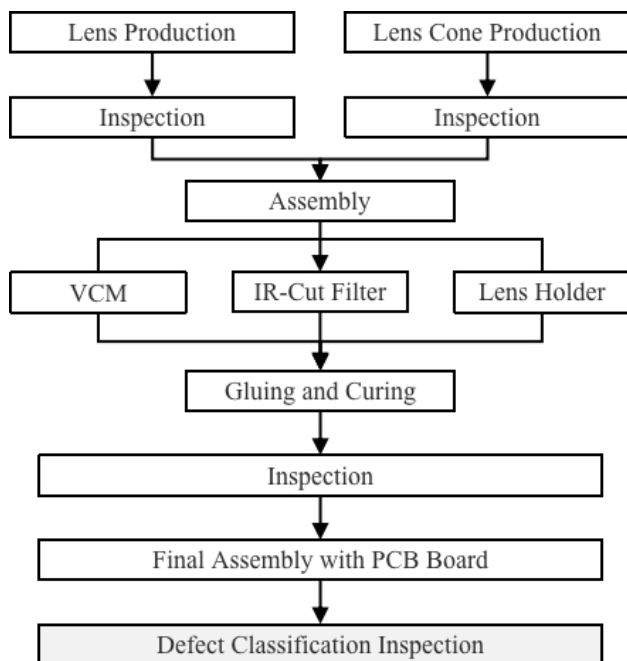 Lens Production
Lens Cone Production
Inspection
Inspection
Assembly
VCM
IR-Cut Filter
Lens Holder
Gluing and Curing
Inspection
Final Assembly with PCB Board
Defect Classification Inspection